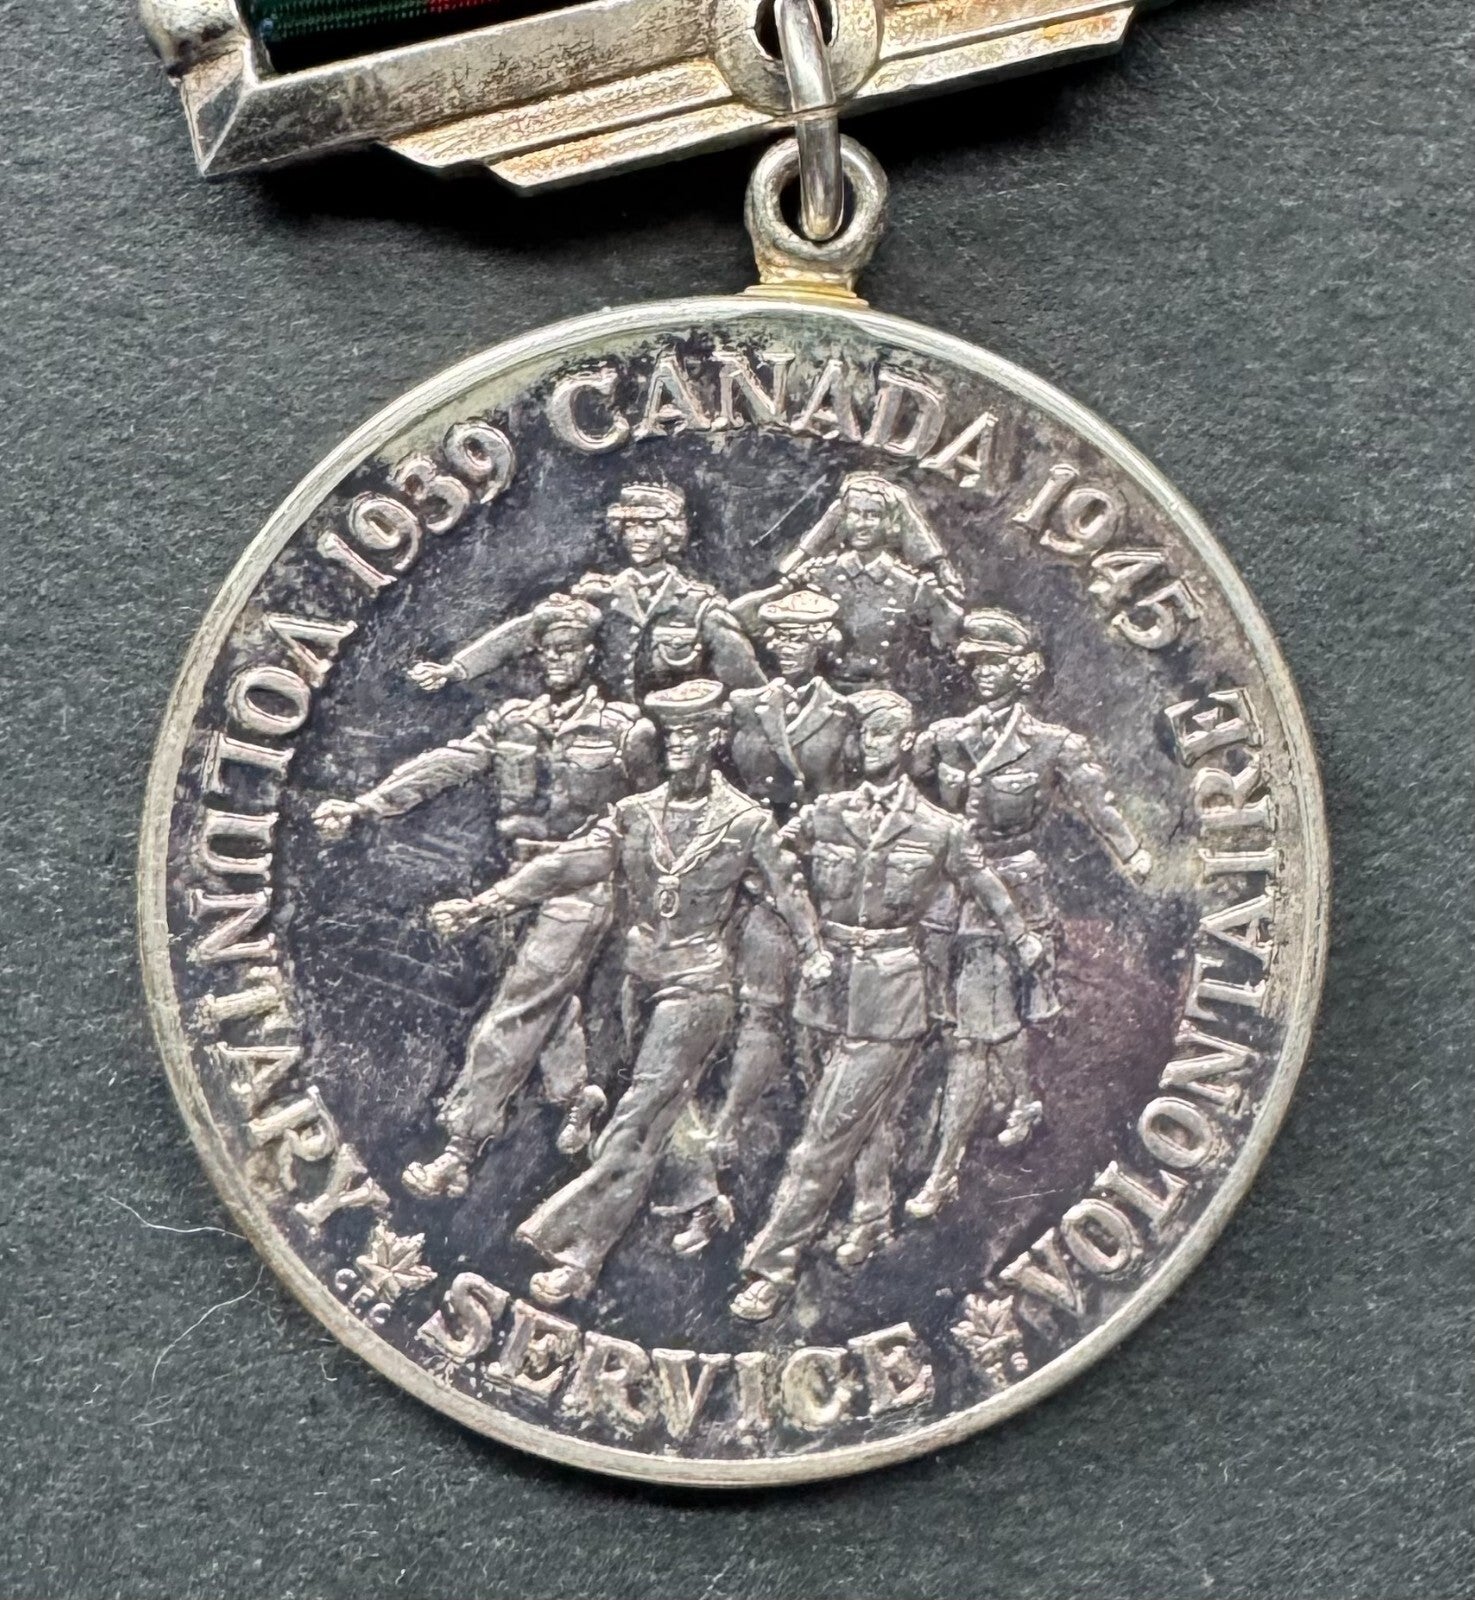 1939 CANADA 1945
VOLUNTARY SERVICE VOLONTAIRE